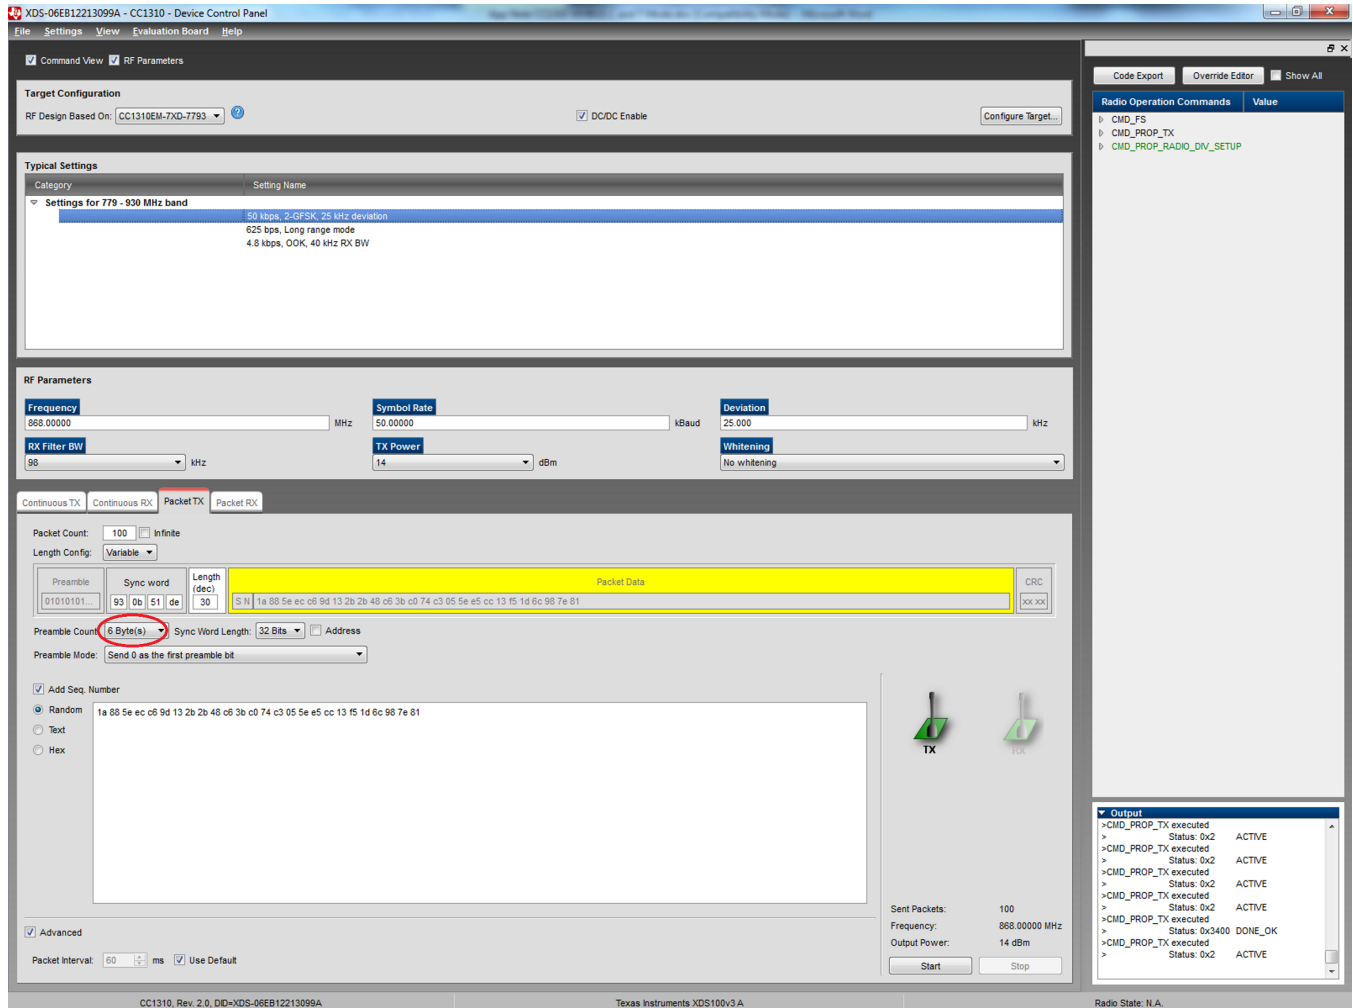 XDS-06EB12213099A - CC1310 - Device Control Panel
File Settings View Evaluation Board Help
Command View RF Parameters
Target Configuration
RF Design Based On: CC1310EM-7XD-7793
DC/DC Enable
Configure Target...
Typical Settings
Category Setting Name
Settings for 779 - 930 MHz band
50 kbps, 2-GFSK, 25 kHz deviation
625 bps, Long range mode
4.8 kbps, OOK, 40 kHz RX BW
RF Parameters
Frequency Symbol Rate Deviation
868.00000 MHz 50.00000 kBaud 25.000 kHz
RX Filter BW TX Power Whitening
98 kHz 14 dBm No whitening
Continuous TX Continuous RX Packet TX Packet RX
Packet Count: 100 Infinite
Length Config: Variable
Preamble Sync word Length (dec) Packet Data CRC
01010101... 93 0b 51 de 30 S N 1a 88 5e ec c6 9d 13 2b 2b 48 c6 3b c0 74 c3 05 5e e5 cc 13 f5 1d 6c 98 7e 81 xx xx
Preamble Count: 6 Byte(s) Sync Word Length: 32 Bits Address
Preamble Mode: Send 0 as the first preamble bit
Add Seq. Number
Random 1a 88 5e ec c6 9d 13 2b 2b 48 c6 3b c0 74 c3 05 5e e5 cc 13 f5 1d 6c 98 7e 81
Text
Hex
TX RX
Sent Packets: 100
Frequency: 868.00000 MHz
Output Power: 14 dBm
Start Stop
Advanced
Packet Interval: 60 ms Use Default
Code Export Override Editor Show All
Radio Operation Commands Value
CMD_FS
CMD_PROP_TX
CMD_PROP_RADIO_DIV_SETUP
Output
>CMD_PROP_TX executed
> Status: 0x2 ACTIVE
>CMD_PROP_TX executed
> Status: 0x2 ACTIVE
>CMD_PROP_TX executed
> Status: 0x2 ACTIVE
>CMD_PROP_TX executed
> Status: 0x2 ACTIVE
>CMD_PROP_TX executed
> Status: 0x3400 DONE_OK
>CMD_PROP_TX executed
> Status: 0x2 ACTIVE
CC1310, Rev. 2.0, DID=XDS-06EB12213099A Texas Instruments XDS100v3 A Radio State: N.A.